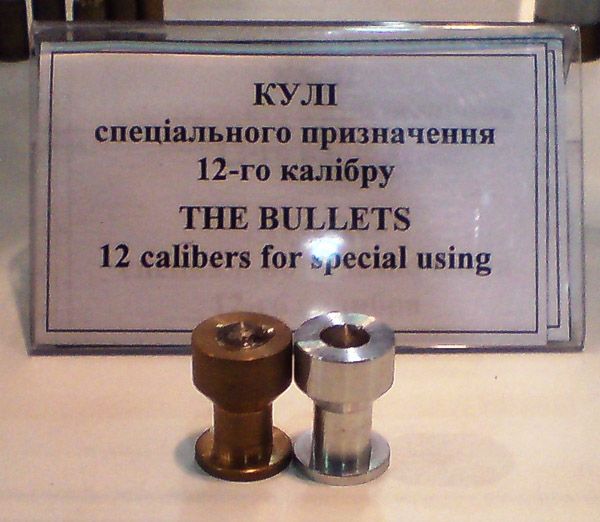 КУЛІ
спеціального призначення
12-го калібру
THE BULLETS
12 calibers for special using